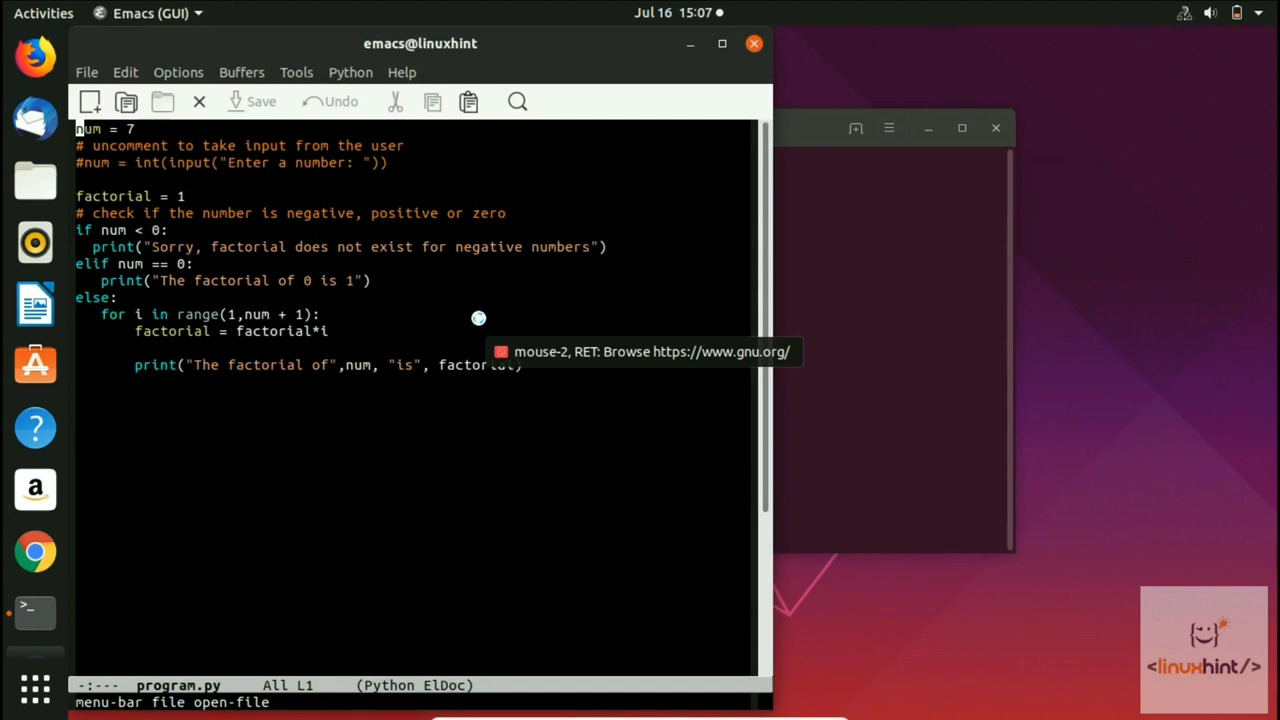 Activities Emacs (GUI) Jul 16 15:07
emacs@linuxhint
File Edit Options Buffers Tools Python Help
Save Undo
num = 7
# uncomment to take input from the user
#num = int(input("Enter a number: "))
factorial = 1
# check if the number is negative, positive or zero
if num < 0:
print("Sorry, factorial does not exist for negative numbers")
elif num == 0:
print("The factorial of 0 is 1")
else:
for i in range(1,num + 1):
factorial = factorial*i
mouse-2, RET: Browse https://www.gnu.org/
print("The factorial of",num, "is", factorial)
-:--- program.py All L1 (Python ElDoc)
menu-bar file open-file
<linuxhint/>